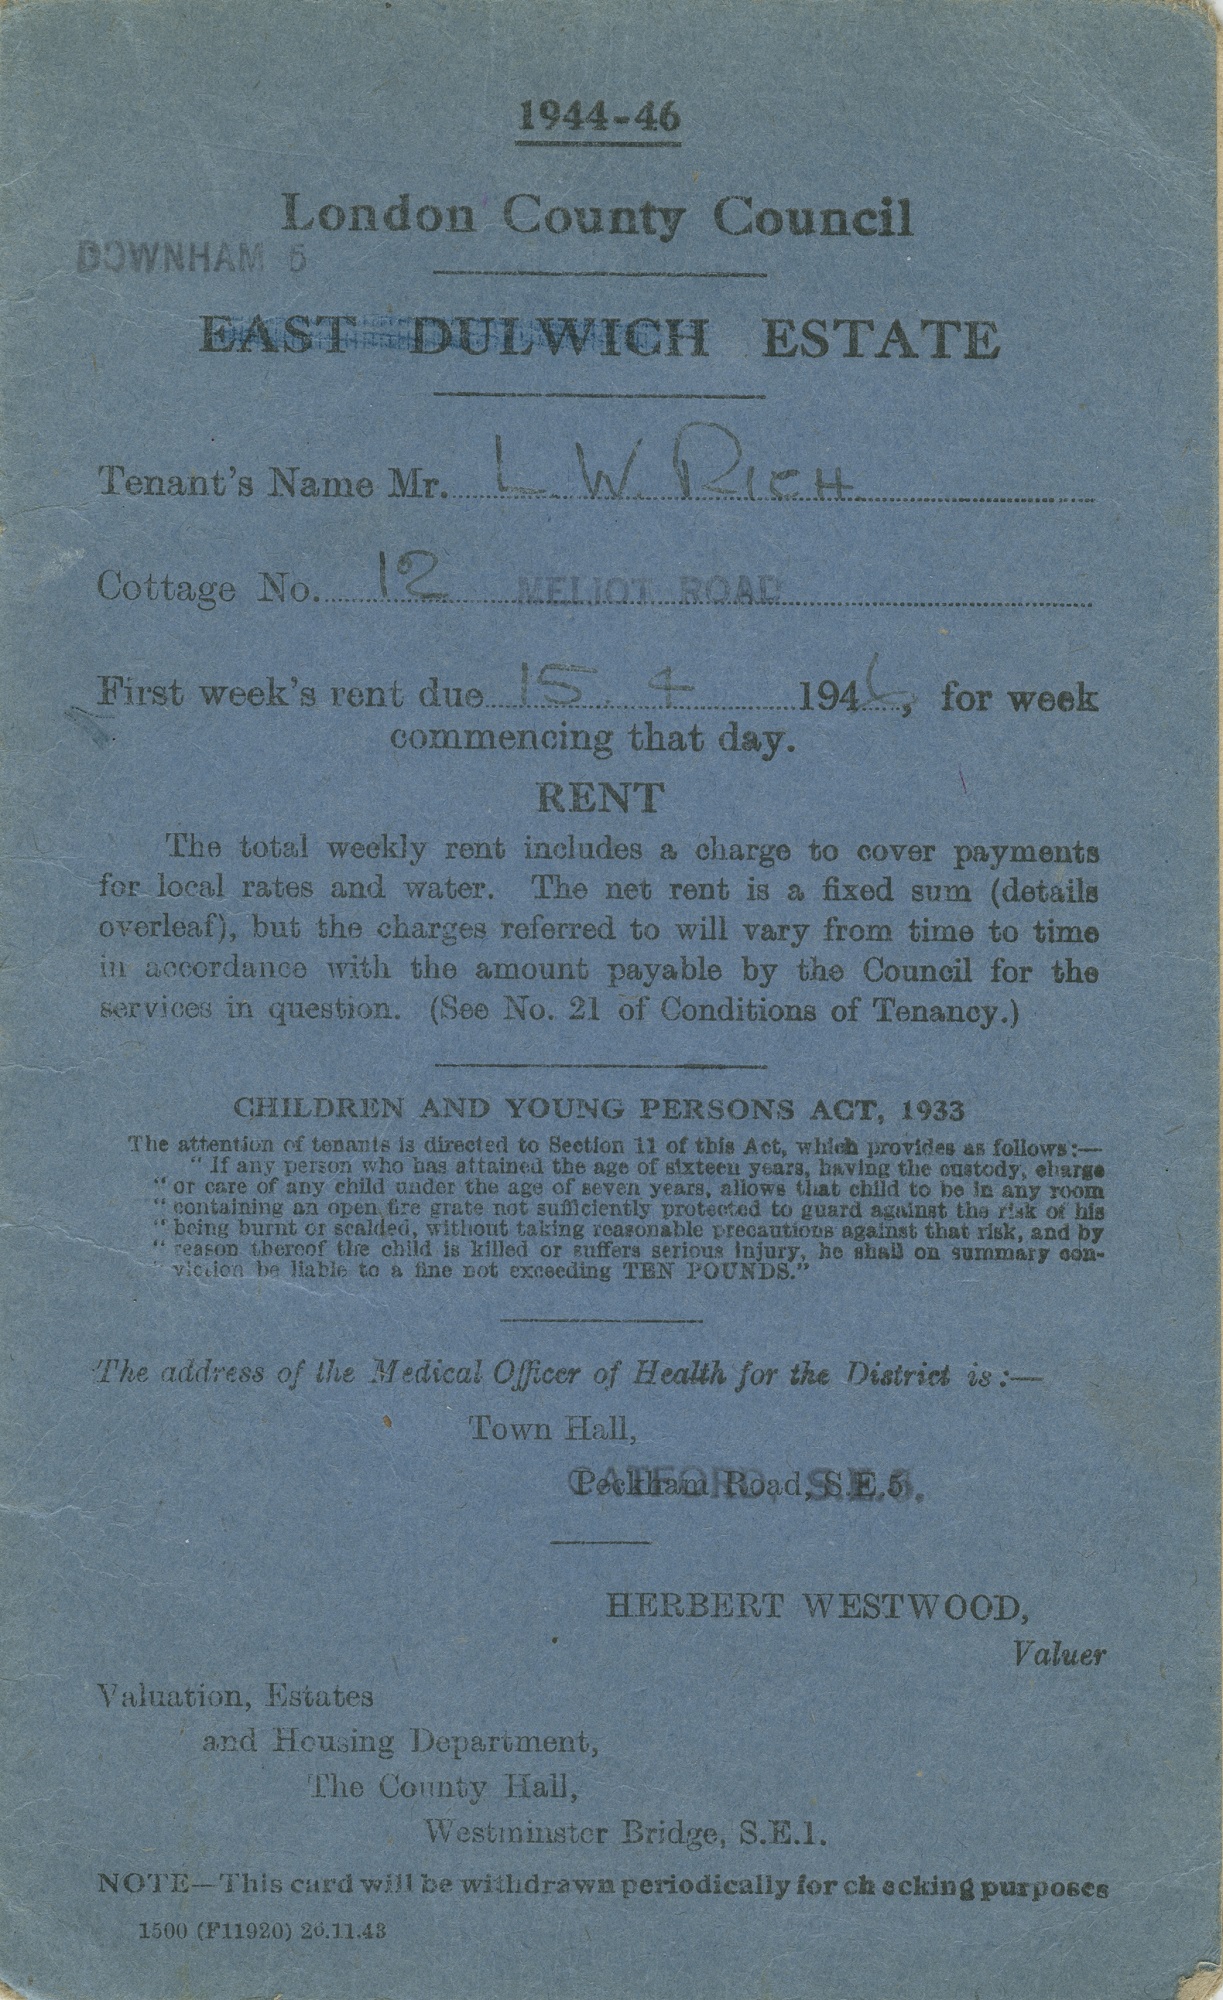 1944-46
London County Council
DOWNHAM 5
EAST DULWICH ESTATE
Tenant's Name Mr. L. W. RICH
Cottage No. 12 MELIOT ROAD
First week's rent due 15 4 1946, for week
commencing that day.
RENT
The total weekly rent includes a charge to cover payments
for local rates and water. The net rent is a fixed sum (details
overleaf), but the charges referred to will vary from time to time
in accordance with the amount payable by the Council for the
services in question. (See No. 21 of Conditions of Tenancy.)
CHILDREN AND YOUNG PERSONS ACT, 1933
The attention of tenants is directed to Section 11 of this Act, which provides as follows:—
" If any person who has attained the age of sixteen years, having the custody, charge
" or care of any child under the age of seven years, allows that child to be in any room
" containing an open fire grate not sufficiently protected to guard against the risk of his
" being burnt or scalded, without taking reasonable precautions against that risk, and by
" reason thereof the child is killed or suffers serious injury, he shall on summary con-
" viction be liable to a fine not exceeding TEN POUNDS."
The address of the Medical Officer of Health for the District is :—
Town Hall,
Peckham Road, S.E.5.
CATFORD, S.E.6.
HERBERT WESTWOOD,
Valuer
Valuation, Estates
and Housing Department,
The County Hall,
Westminster Bridge, S.E.1.
NOTE—This card will be withdrawn periodically for checking purposes
1500 (F11920) 26.11.43